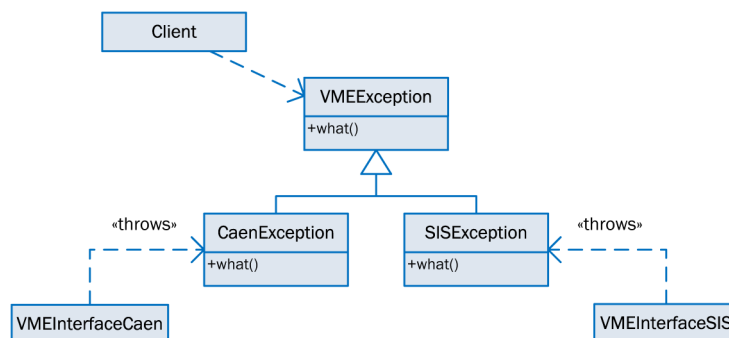 Client
VMEException
+what()
«throws»
«throws»
CaenException
SISException
+what()
+what()
VMEInterfaceCaen
VMEInterfaceSIS